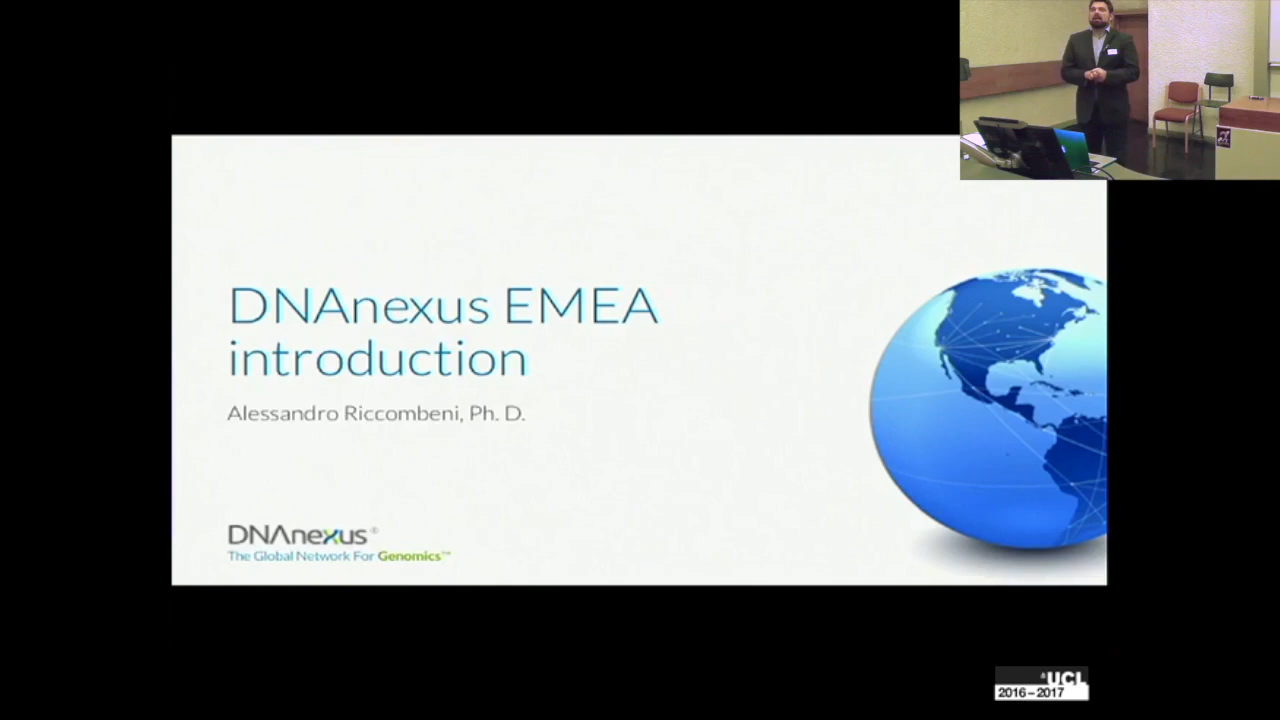 DNAnexus EMEA
introduction
Alessandro Riccombeni, Ph. D.
DNAnexus®
The Global Network For Genomics™
UCL
2016-2017